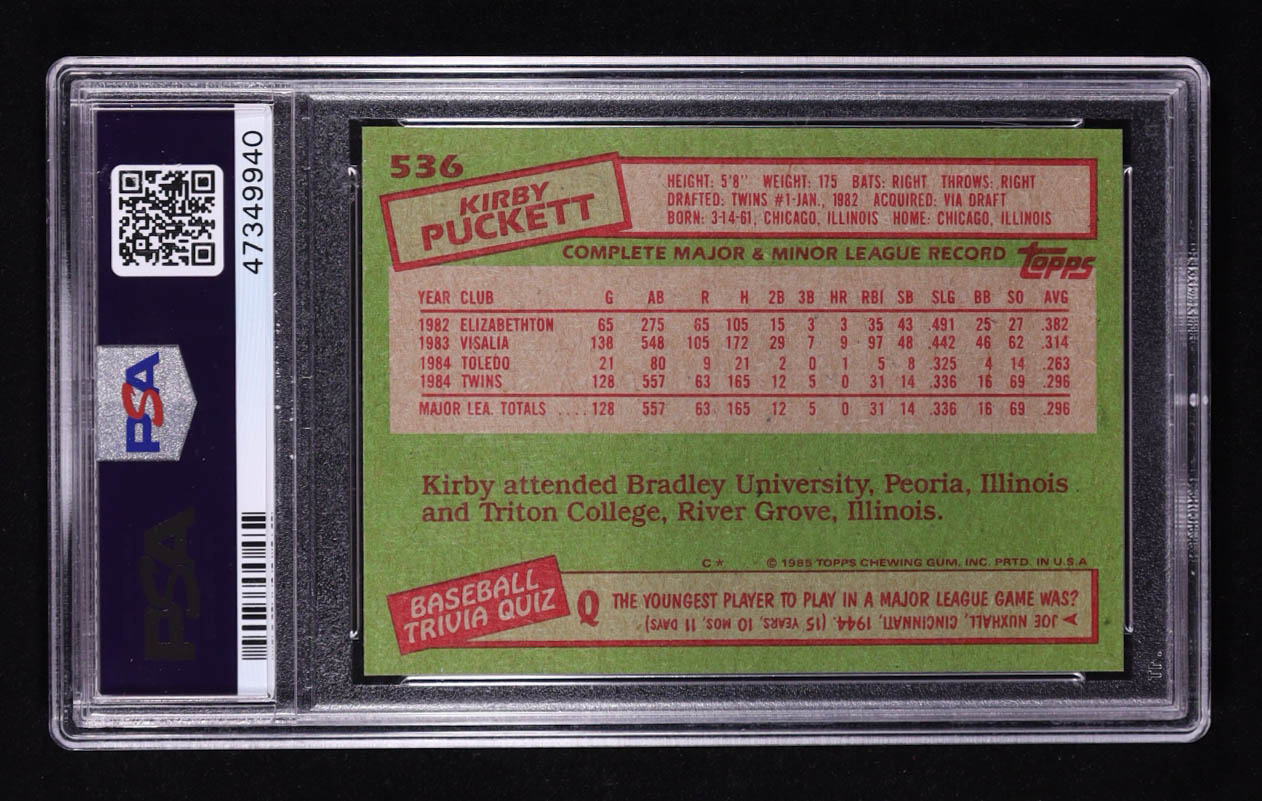 47349940
PSA
PSA
536
KIRBY
PUCKETT
HEIGHT: 5'8" WEIGHT: 175 BATS: RIGHT THROWS: RIGHT
DRAFTED: TWINS #1-JAN., 1982 ACQUIRED: VIA DRAFT
BORN: 3-14-61, CHICAGO, ILLINOIS HOME: CHICAGO, ILLINOIS
COMPLETE MAJOR & MINOR LEAGUE RECORD
Topps
YEAR CLUB G AB R H 2B 3B HR RBI SB SLG BB SO AVG
1982 ELIZABETHTON 65 275 65 105 15 3 3 35 43 .491 25 27 .382
1983 VISALIA 138 548 105 172 29 7 9 97 48 .442 46 62 .314
1984 TOLEDO 21 80 9 21 2 0 1 5 8 .325 4 14 .263
1984 TWINS 128 557 63 165 12 5 0 31 14 .336 16 69 .296
MAJOR LEA. TOTALS .... 128 557 63 165 12 5 0 31 14 .336 16 69 .296
Kirby attended Bradley University, Peoria, Illinois
and Triton College, River Grove, Illinois.
C* © 1985 TOPPS CHEWING GUM, INC. PRTD. IN U.S.A
BASEBALL
TRIVIA QUIZ
Q THE YOUNGEST PLAYER TO PLAY IN A MAJOR LEAGUE GAME WAS?
A JOE NUXHALL, CINCINNATI, 1944. (15 YEARS, 10 MOS. 11 DAYS)